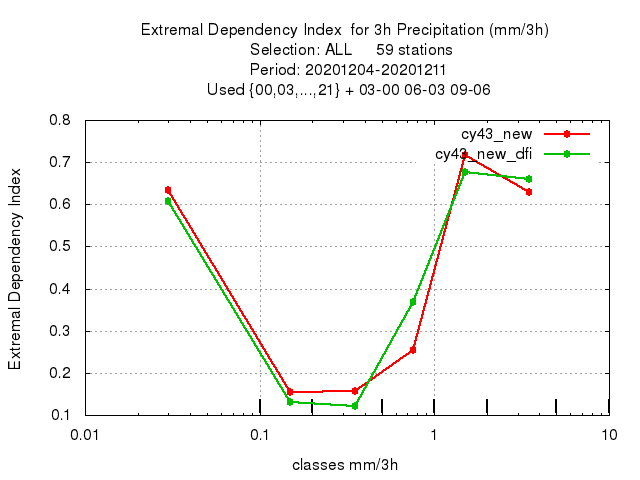 Extremal Dependency Index  for 3h Precipitation (mm/3h)
Selection: ALL     59 stations
Period: 20201204-20201211
Used {00,03,...,21} + 03-00 06-03 09-06
cy43_new
cy43_new_dfi
Extremal Dependency Index
0.8
0.7
0.6
0.5
0.4
0.3
0.2
0.1
0.01 0.1 1 10
classes mm/3h